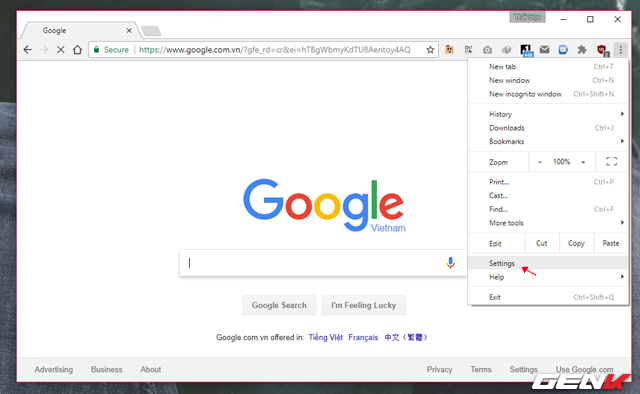 Thái Ngọc
Google
Secure https://www.google.com.vn/?gfe_rd=cr&ei=hTBgWbmyKdTU8Aentoy4AQ
New tab Ctrl+T
New window Ctrl+N
New incognito window Ctrl+Shift+N
History
Downloads Ctrl+J
Bookmarks
Zoom - 100% +
Print... Ctrl+P
Cast...
Find... Ctrl+F
More tools
Edit Cut Copy Paste
Settings
Help
Exit Ctrl+Shift+Q
Google
Vietnam
Google Search I'm Feeling Lucky
Google.com.vn offered in: Tiếng Việt Français 中文 (繁體)
Advertising Business About Privacy Terms Settings Use Google.com
GENK